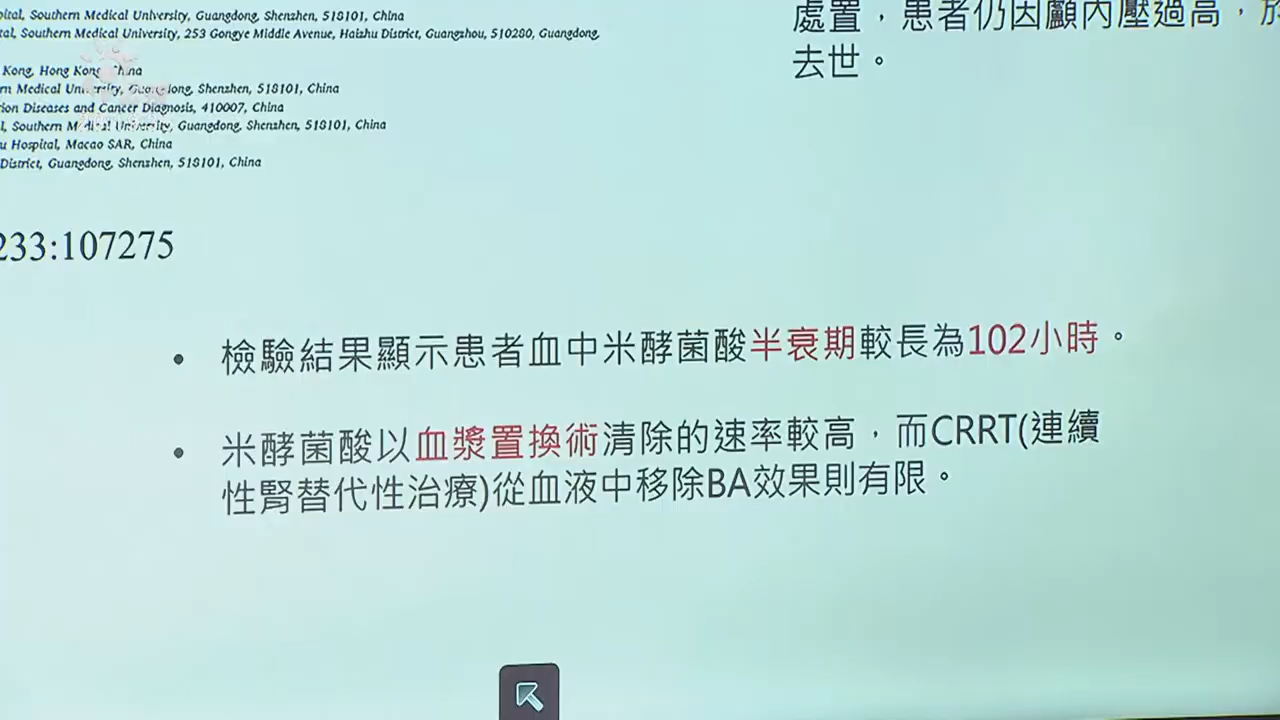 pital, Southern Medical University, Guangdong, Shenzhen, 518101, China
tal, Southern Medical University, 253 Gongye Middle Avenue, Haizhu District, Guangzhou, 510280, Guangdong,
Kong, Hong Kong, China
rn Medical University, Guangdong, Shenzhen, 518101, China
ion Diseases and Cancer Diagnosis, 410007, China
l, Southern Medical University, Guangdong, Shenzhen, 518101, China
u Hospital, Macao SAR, China
District, Guangdong, Shenzhen, 518101, China
處置，患者仍因顱內壓過高，於
去世。
233:107275
• 檢驗結果顯示患者血中米酵菌酸半衰期較長為102小時。
• 米酵菌酸以血漿置換術清除的速率較高，而CRRT(連續
性腎替代性治療)從血液中移除BA效果則有限。